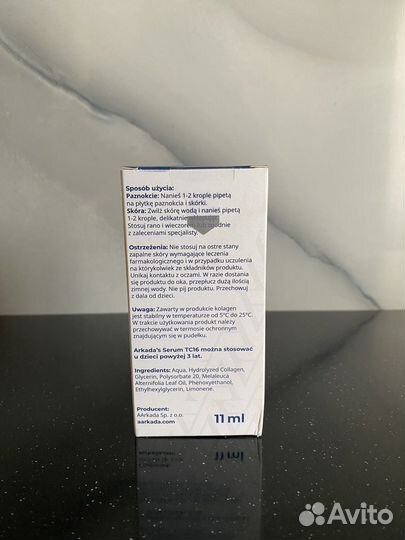 Sposób użycia:
Paznokcie: Nanieś 1-2 krople pipetą
na płytkę paznokcia i skórki.
Skóra: Zwilż skórę wodą i nanieś pipetą
1-2 krople, delikatnie
Stosuj rano i wieczorem lub zgodnie
z zaleceniami specjalisty.
Ostrzeżenia: Nie stosuj na ostre stany
zapalne skóry wymagające leczenia
farmakologicznego i w przypadku uczulenia
na którykolwiek ze składników produktu.
Unikaj kontaktu z oczami. W razie dostania
się produktu do oka, przepłucz dużą ilością
zimnej wody. Nie pij produktu. Przechowuj
z dala od dzieci.
Uwaga: Zawarty w produkcie kolagen
jest stabilny w temperaturze od 5°C do 25°C.
W trakcie użytkowania produkt należy
przechowywać w termosie ochronnym
znajdującym się w pudełku.
Arkada's Serum TC16 można stosować
u dzieci powyżej 3 lat.
Ingredients: Aqua, Hydrolyzed Collagen,
Glycerin, Polysorbate 20, Melaleuca
Alternifolia Leaf Oil, Phenoxyethanol,
Ethylhexylglycerin, Limonene.
Producent:
AArkada Sp. z o.o.
aarkada.com
11 ml
Avito